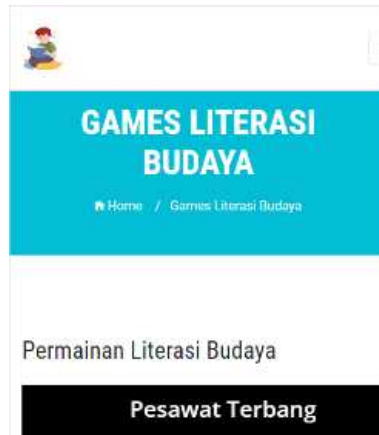 GAMES LITERASI
BUDAYA
Home / Games Literasi Budaya
Permainan Literasi Budaya
Pesawat Terbang